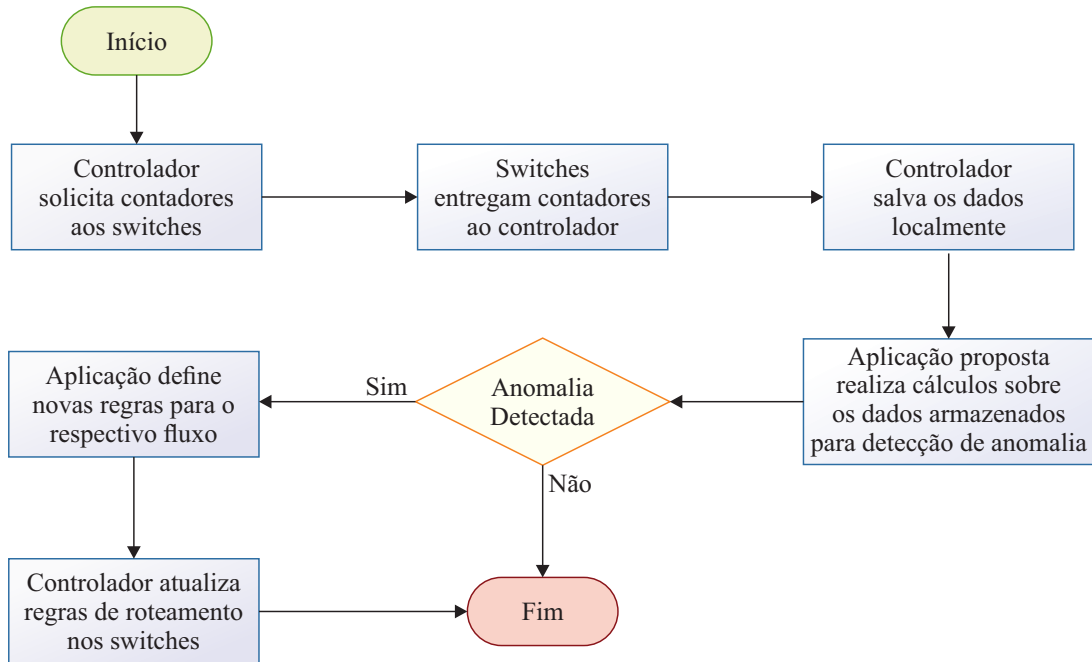 Início
Controlador
solicita contadores
aos switches
Switches
entregam contadores
ao controlador
Controlador
salva os dados
localmente
Aplicação proposta
realiza cálculos sobre
os dados armazenados
para detecção de anomalia
Anomalia
Detectada
Sim
Não
Aplicação define
novas regras para o
respectivo fluxo
Controlador atualiza
regras de roteamento
nos switches
Fim